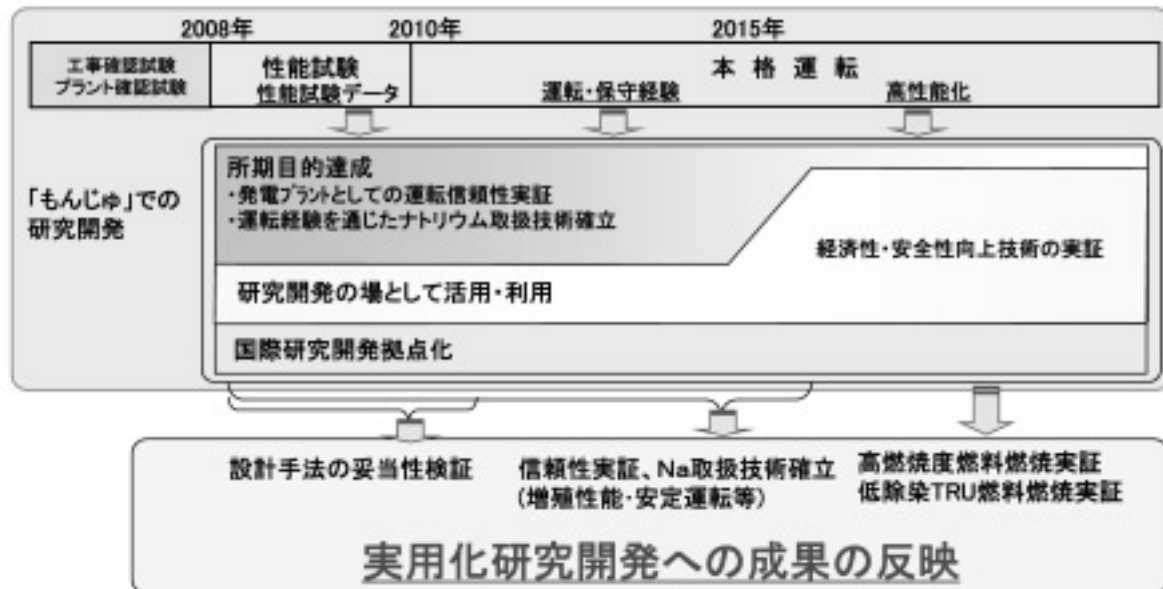 2008年 2010年 2015年
工事確認試験
プラント確認試験
性能試験
性能試験データ
本格運転
運転・保守経験
高性能化
「もんじゅ」での
研究開発
所期目的達成
・発電プラントとしての運転信頼性実証
・運転経験を通じたナトリウム取扱技術確立
経済性・安全性向上技術の実証
研究開発の場として活用・利用
国際研究開発拠点化
設計手法の妥当性検証
信頼性実証、Na取扱技術確立
(増殖性能・安定運転等)
高燃焼度燃料燃焼実証
低除染TRU燃料燃焼実証
実用化研究開発への成果の反映